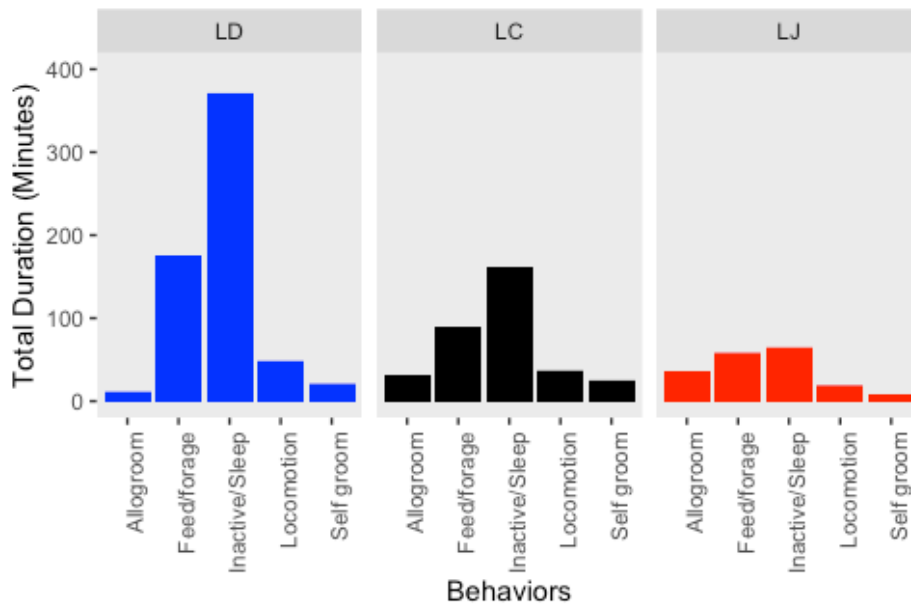 LD LC LJ
Total Duration (Minutes)
400
300
200
100
0
Allogroom Feed/forage Inactive/Sleep Locomotion Self groom Allogroom Feed/forage Inactive/Sleep Locomotion Self groom Allogroom Feed/forage Inactive/Sleep Locomotion Self groom
Behaviors